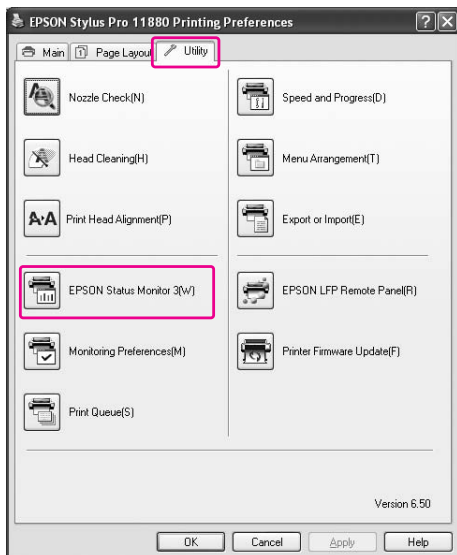 EPSON Stylus Pro 11880 Printing Preferences
Main
Page Layout
Utility
Nozzle Check(N)
Speed and Progress(D)
Head Cleaning(H)
Menu Arrangement(T)
A A Print Head Alignment(P)
Export or Import(E)
EPSON Status Monitor 3(W)
EPSON LFP Remote Panel(R)
Monitoring Preferences(M)
Printer Firmware Update(F)
Print Queue(S)
Version 6.50
OK Cancel Apply Help